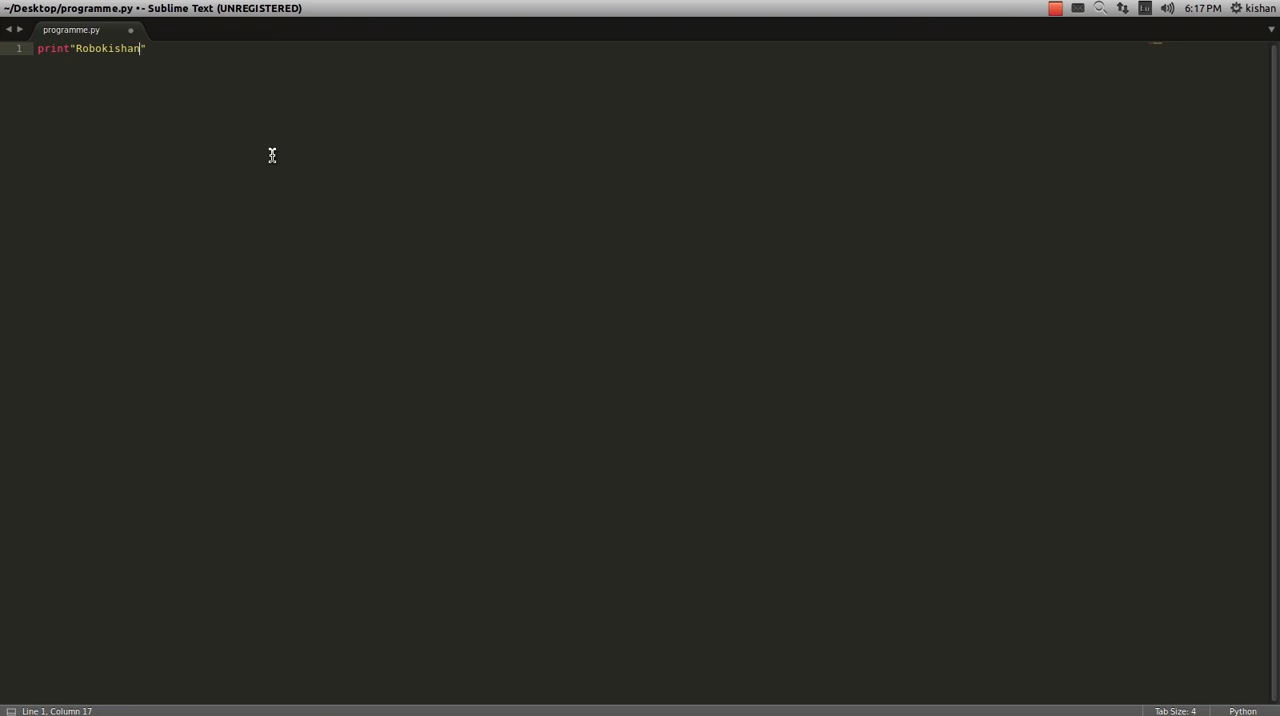 ~/Desktop/programme.py • - Sublime Text (UNREGISTERED)
6:17 PM kishan
programme.py
1 print"Robokishan"
Line 1, Column 17
Tab Size: 4
Python